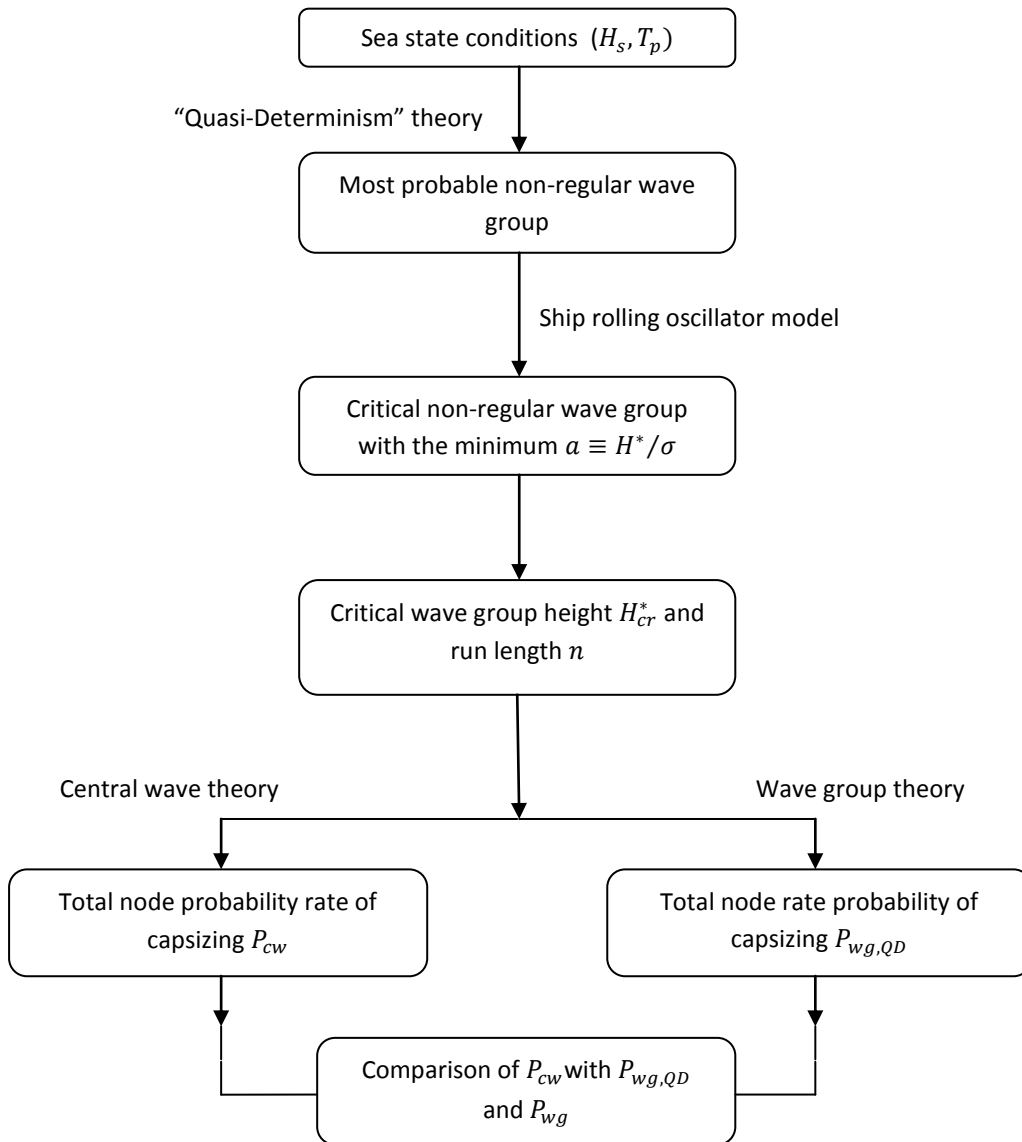 Sea state conditions  (H_s, T_p)
“Quasi-Determinism” theory
Most probable non-regular wave
group
Ship rolling oscillator model
Critical non-regular wave group
with the minimum a ≡ H*/σ
Critical wave group height H*_cr and
run length n
Central wave theory
Wave group theory
Total node probability rate of
capsizing P_cw
Total node rate probability of
capsizing P_wg,QD
Comparison of P_cw with P_wg,QD
and P_wg